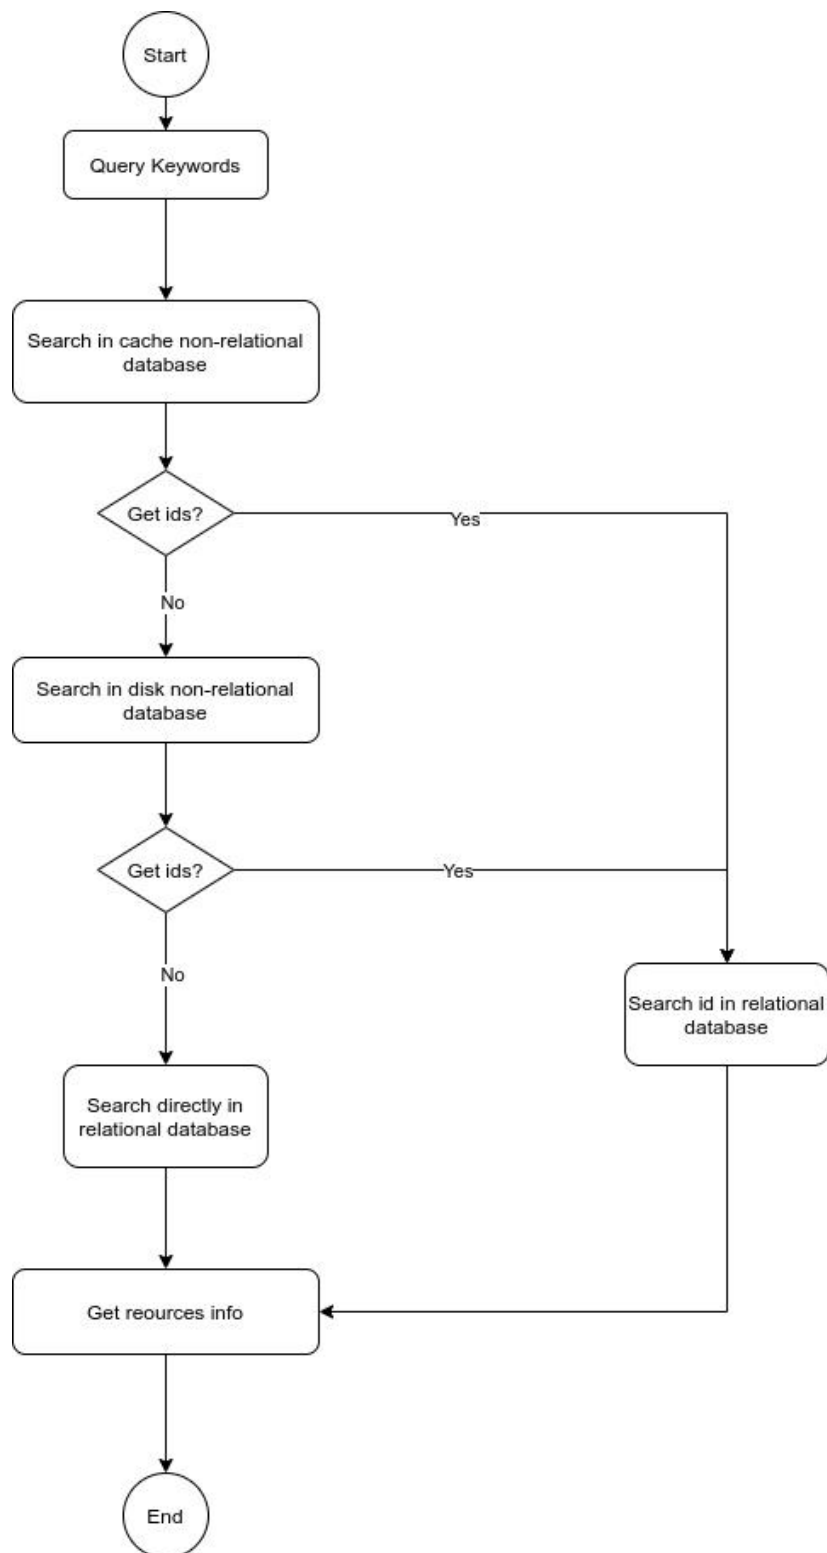 Start
Query Keywords
Search in cache non-relational
database
Get ids?
Yes
No
Search in disk non-relational
database
Get ids?
Yes
No
Search id in relational
database
Search directly in
relational database
Get reources info
End